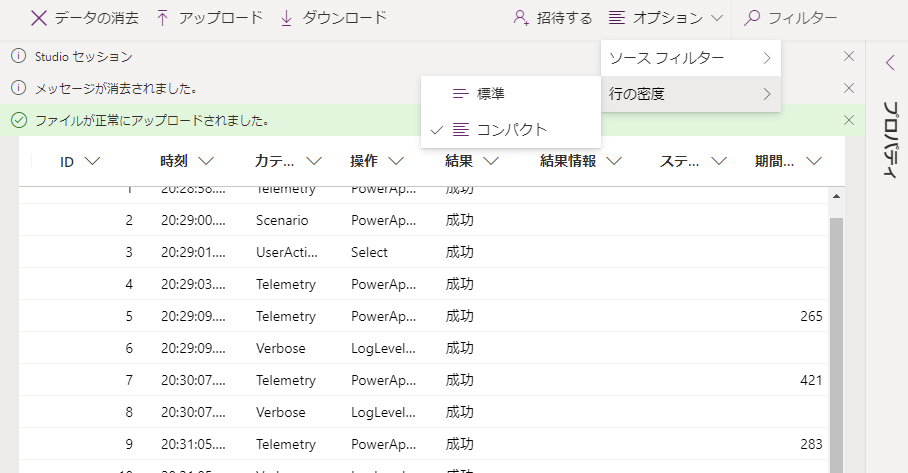 データの消去 アップロード ダウンロード 招待する オプション フィルター
Studio セッション
メッセージが消去されました。
ファイルが正常にアップロードされました。
ソース フィルター
行の密度
標準
コンパクト
プロパティ
ID 時刻 カテ... 操作 結果 結果情報 ステ... 期間...
1 20:28:58.... Telemetry PowerAp... 成功
2 20:29:00.... Scenario PowerAp... 成功
3 20:29:01.... UserActi... Select 成功
4 20:29:03.... Telemetry PowerAp... 成功
5 20:29:09.... Telemetry PowerAp... 成功 265
6 20:29:09.... Verbose LogLevel... 成功
7 20:30:07.... Telemetry PowerAp... 成功 421
8 20:30:07.... Verbose LogLevel... 成功
9 20:31:05.... Telemetry PowerAp... 成功 283